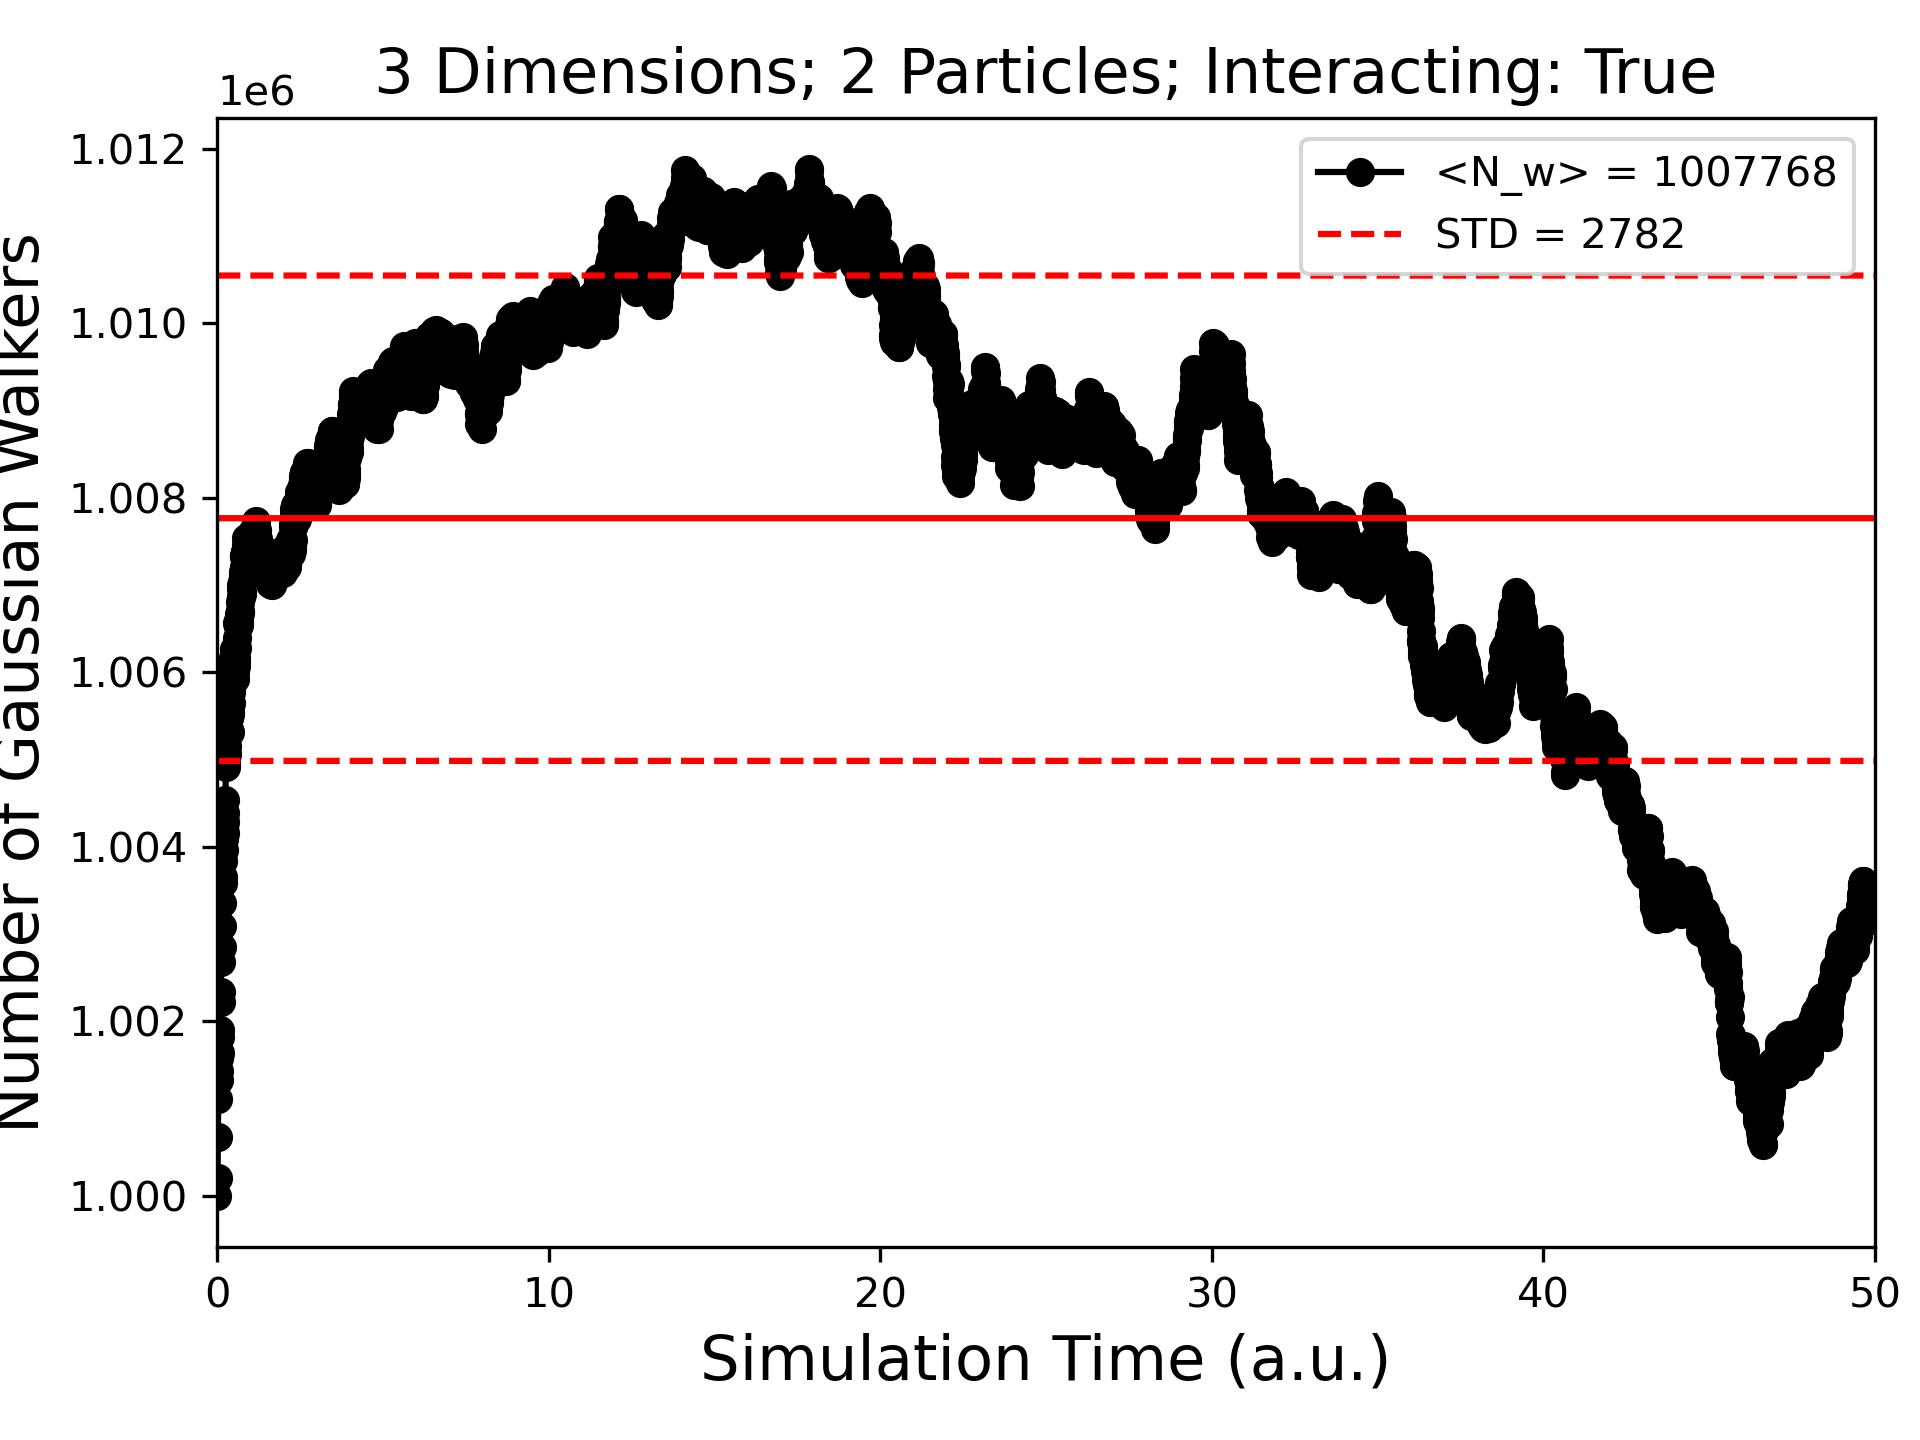 3 Dimensions; 2 Particles; Interacting: True
1e6
<N_w> = 1007768
STD = 2782
1.012
1.010
1.008
1.006
1.004
1.002
1.000
Number of Gaussian Walkers
0 10 20 30 40 50
Simulation Time (a.u.)